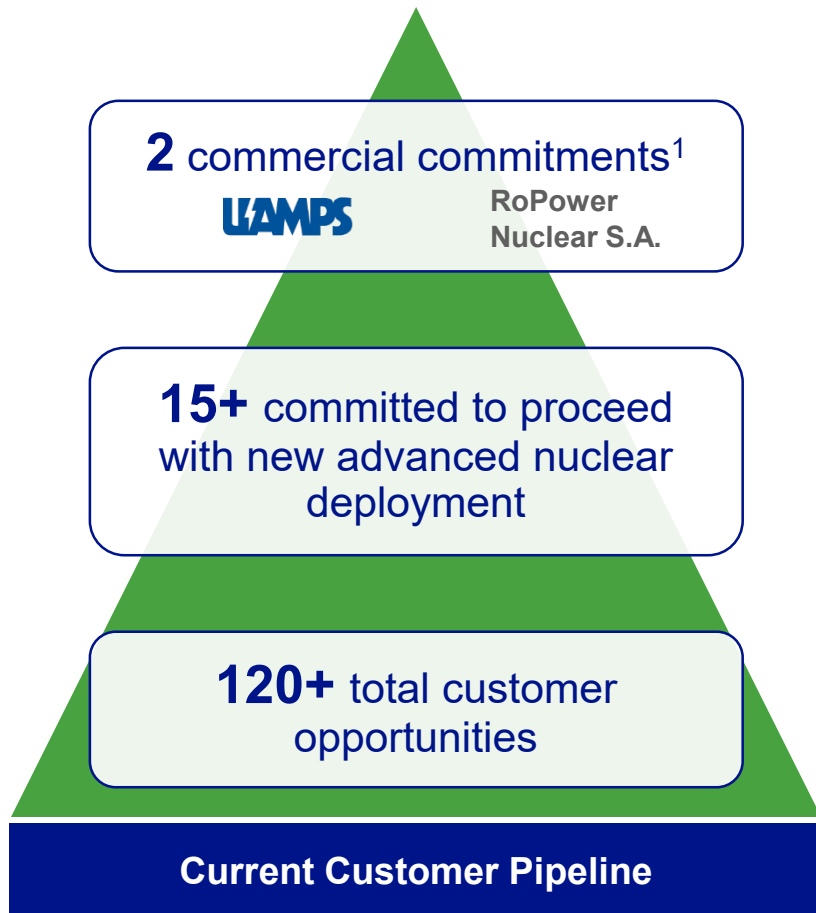 2 commercial commitments¹
UAMPS
RoPower
Nuclear S.A.
15+ committed to proceed
with new advanced nuclear
deployment
120+ total customer
opportunities
Current Customer Pipeline